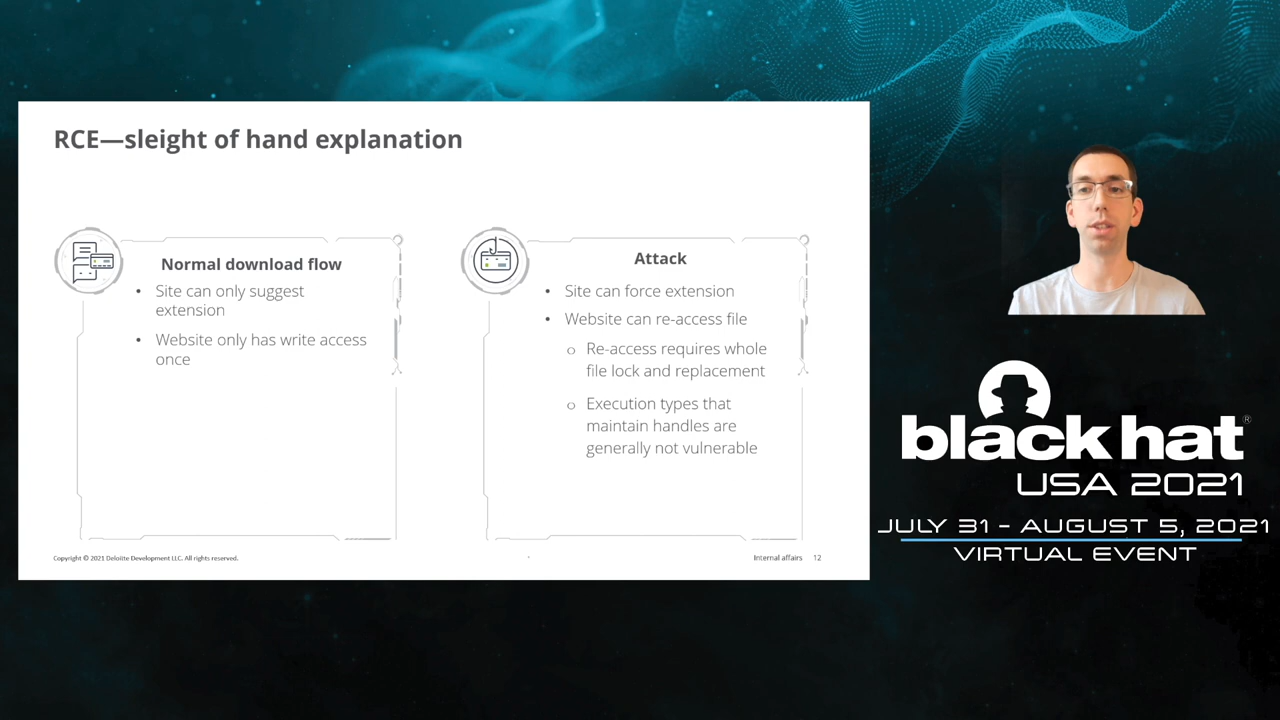 RCE—sleight of hand explanation
Normal download flow
• Site can only suggest
extension
• Website only has write access
once
Attack
• Site can force extension
• Website can re-access file
o Re-access requires whole
file lock and replacement
o Execution types that
maintain handles are
generally not vulnerable
Copyright © 2021 Deloitte Development LLC. All rights reserved.
Internal affairs 12
black hat®
USA 2021
JULY 31 - AUGUST 5, 2021
VIRTUAL EVENT